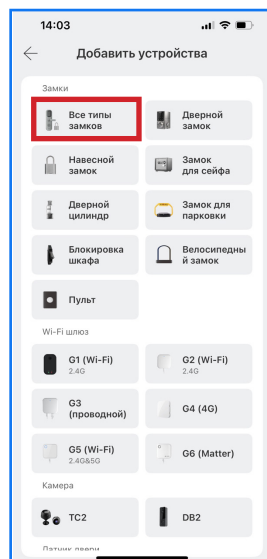 14:03
Добавить устройства
Замки
Все типы
замков
Дверной
замок
Навесной
замок
Замок
для сейфа
Дверной
цилиндр
Замок для
парковки
Блокировка
шкафа
Велосипедны
й замок
Пульт
Wi-Fi шлюз
G1 (Wi-Fi)
2.4G
G2 (Wi-Fi)
2.4G
G3
(проводной)
G4 (4G)
G5 (Wi-Fi)
2.4G&5G
G6 (Matter)
Камера
TC2
DB2
Датчик двери